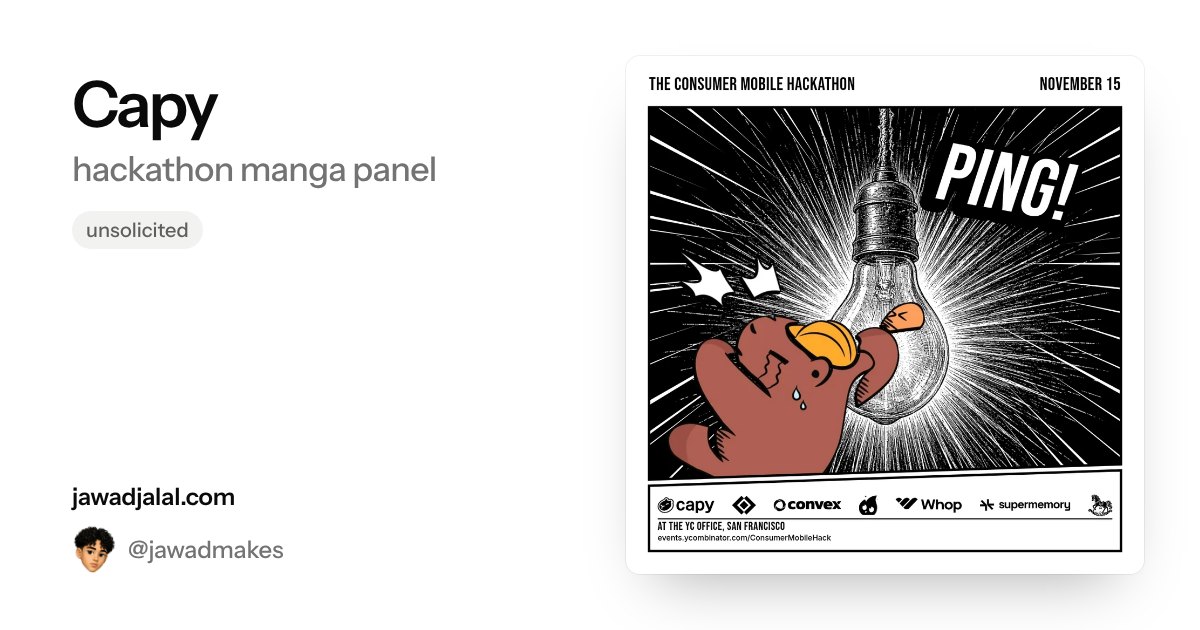 Capy
hackathon manga panel
unsolicited
jawadjalal.com
@jawadmakes
THE CONSUMER MOBILE HACKATHON
NOVEMBER 15
PING!
capy
convex
Whop
supermemory
AT THE YC OFFICE, SAN FRANCISCO
events.ycombinator.com/ConsumerMobileHack